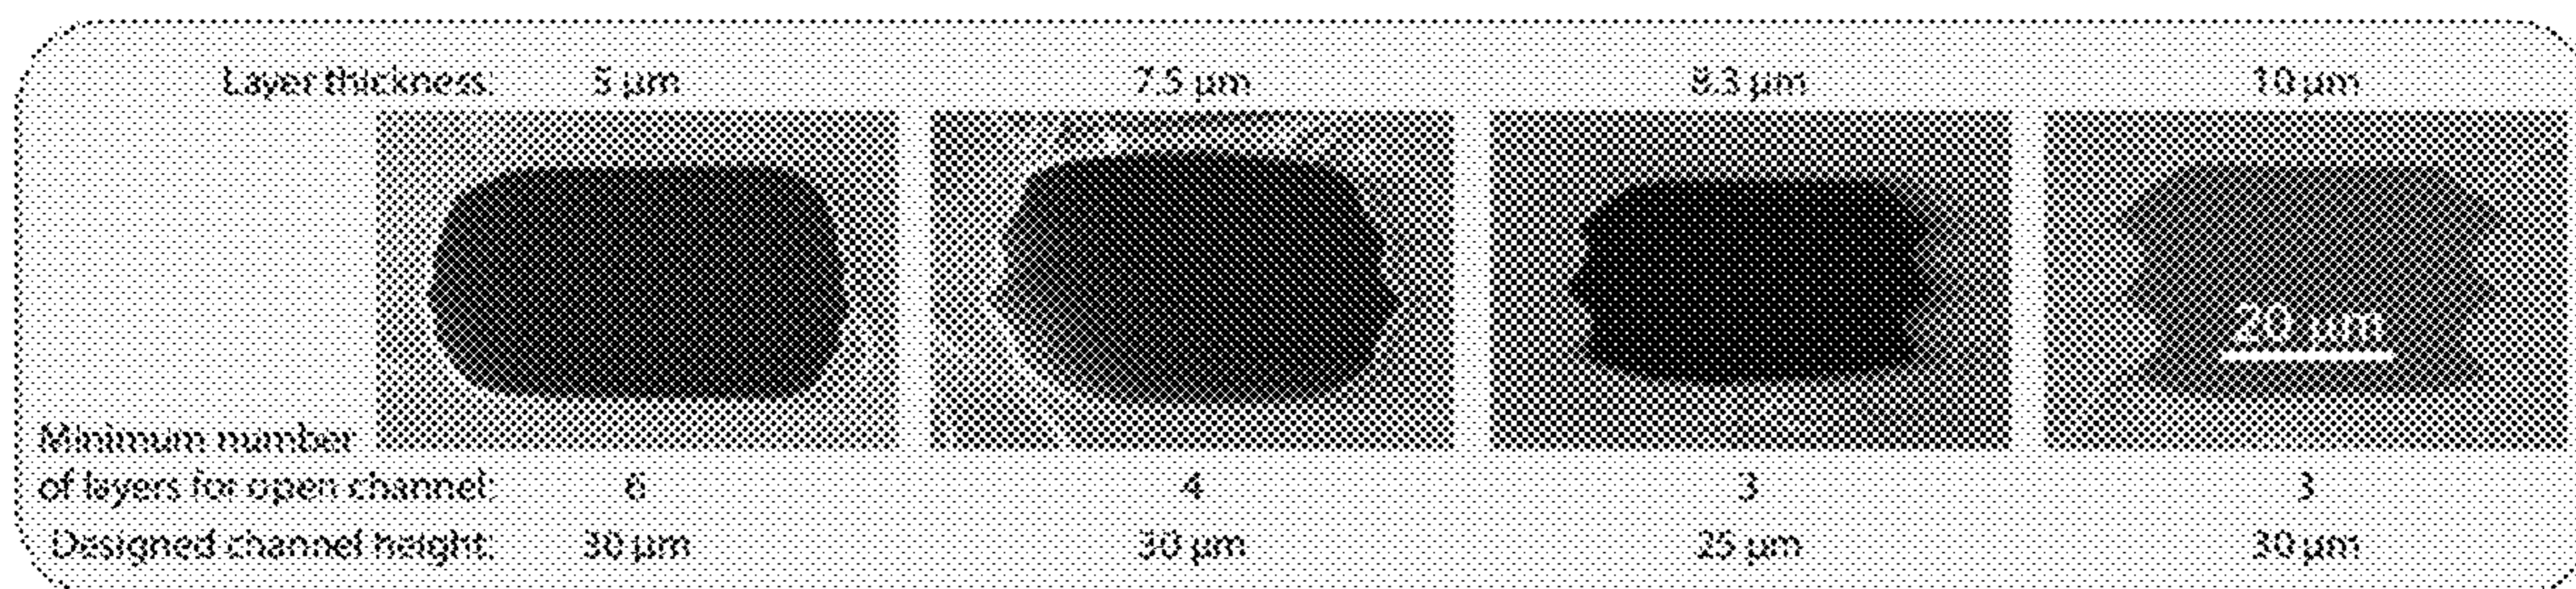 Layer thickness: 5 µm 7.5 µm 8.3 µm 10 µm
20 µm
Minimum number
of layers for open channel: 6 4 3 3
Designed channel height: 30 µm 30 µm 25 µm 30 µm